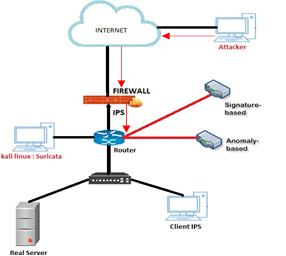 INTERNET
Attacker
FIREWALL
IPS
Signature-
based
kali linux : Suricata
Router
Anomaly-
based
Client IPS
Real Server